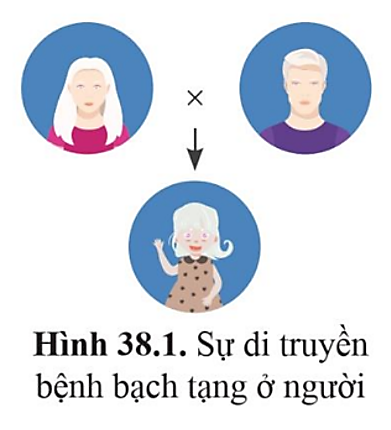 ×
Hình 38.1. Sự di truyền
bệnh bạch tạng ở người